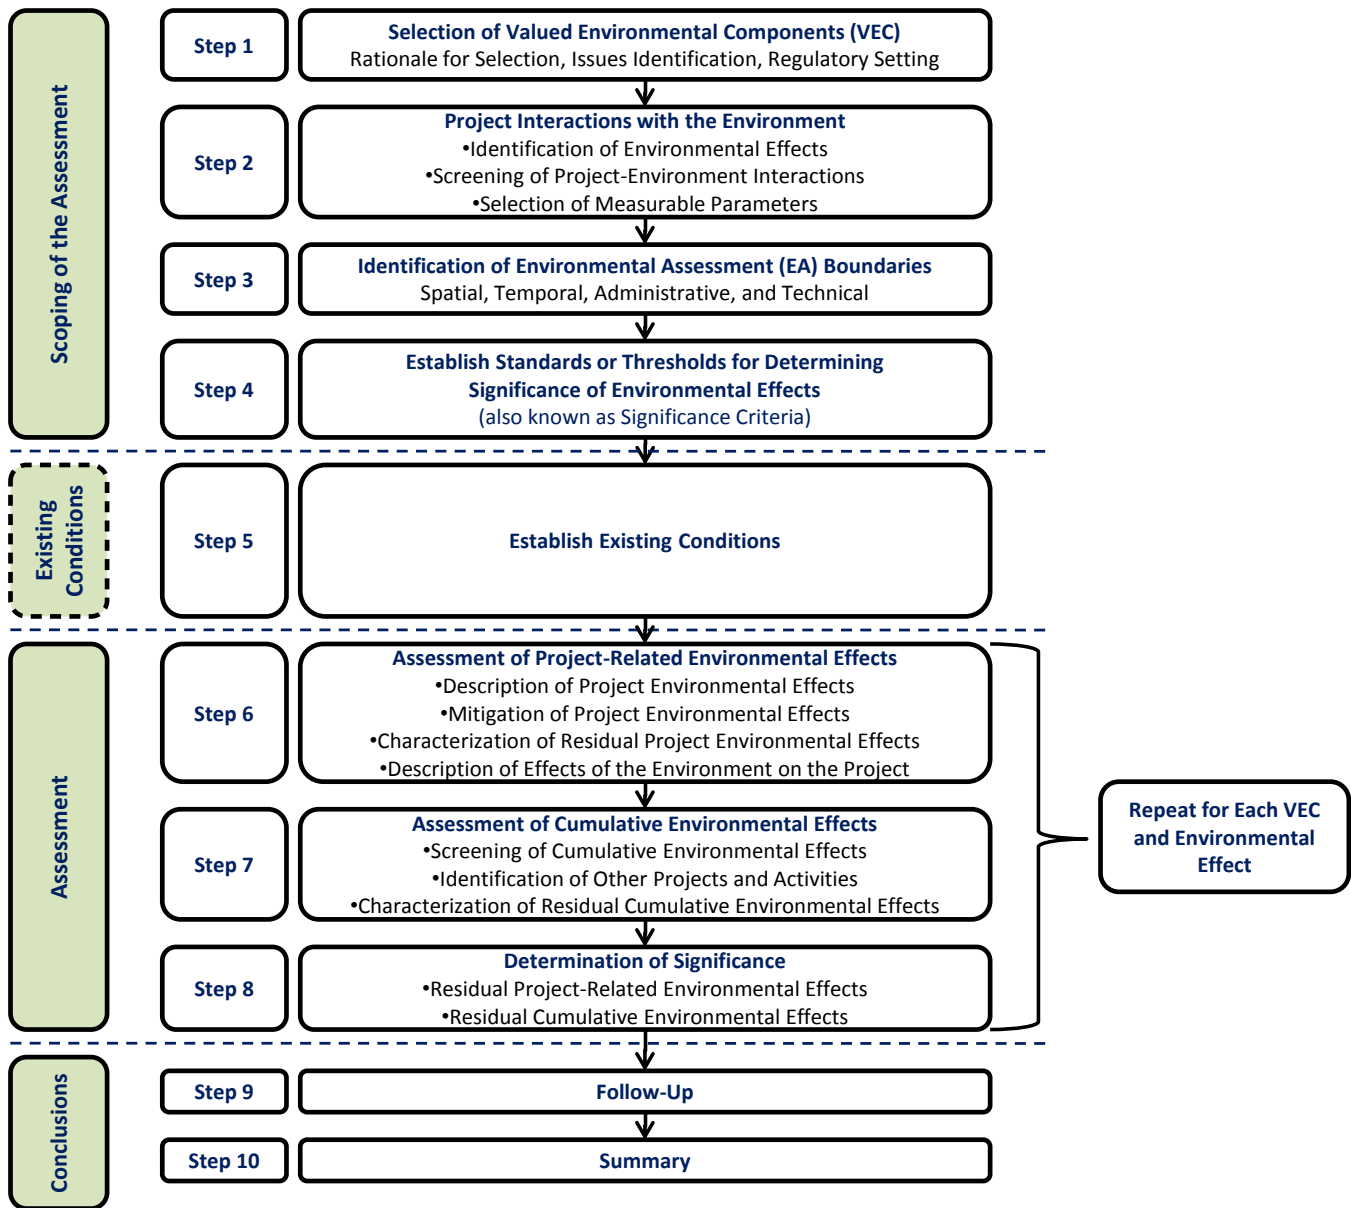 Scoping of the Assessment
Step 1
Selection of Valued Environmental Components (VEC)
Rationale for Selection, Issues Identification, Regulatory Setting
Step 2
Project Interactions with the Environment
•Identification of Environmental Effects
•Screening of Project-Environment Interactions
•Selection of Measurable Parameters
Step 3
Identification of Environmental Assessment (EA) Boundaries
Spatial, Temporal, Administrative, and Technical
Step 4
Establish Standards or Thresholds for Determining
Significance of Environmental Effects
(also known as Significance Criteria)
Existing
Conditions
Step 5
Establish Existing Conditions
Assessment
Step 6
Assessment of Project-Related Environmental Effects
•Description of Project Environmental Effects
•Mitigation of Project Environmental Effects
•Characterization of Residual Project Environmental Effects
•Description of Effects of the Environment on the Project
Step 7
Assessment of Cumulative Environmental Effects
•Screening of Cumulative Environmental Effects
•Identification of Other Projects and Activities
•Characterization of Residual Cumulative Environmental Effects
Step 8
Determination of Significance
•Residual Project-Related Environmental Effects
•Residual Cumulative Environmental Effects
Repeat for Each VEC
and Environmental
Effect
Conclusions
Step 9
Follow-Up
Step 10
Summary